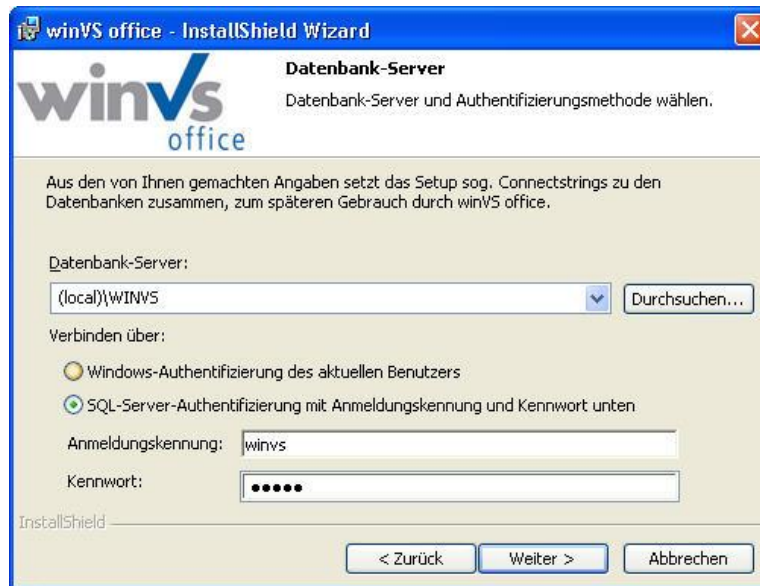 winVS office - InstallShield Wizard
winVS
office
Datenbank-Server
Datenbank-Server und Authentifizierungsmethode wählen.
Aus den von Ihnen gemachten Angaben setzt das Setup sog. Connectstrings zu den
Datenbanken zusammen, zum späteren Gebrauch durch winVS office.
Datenbank-Server:
(local)\WINVS
Durchsuchen...
Verbinden über:
Windows-Authentifizierung des aktuellen Benutzers
SQL-Server-Authentifizierung mit Anmeldungskennung und Kennwort unten
Anmeldungskennung: winvs
Kennwort: ●●●●●
InstallShield
< Zurück Weiter > Abbrechen